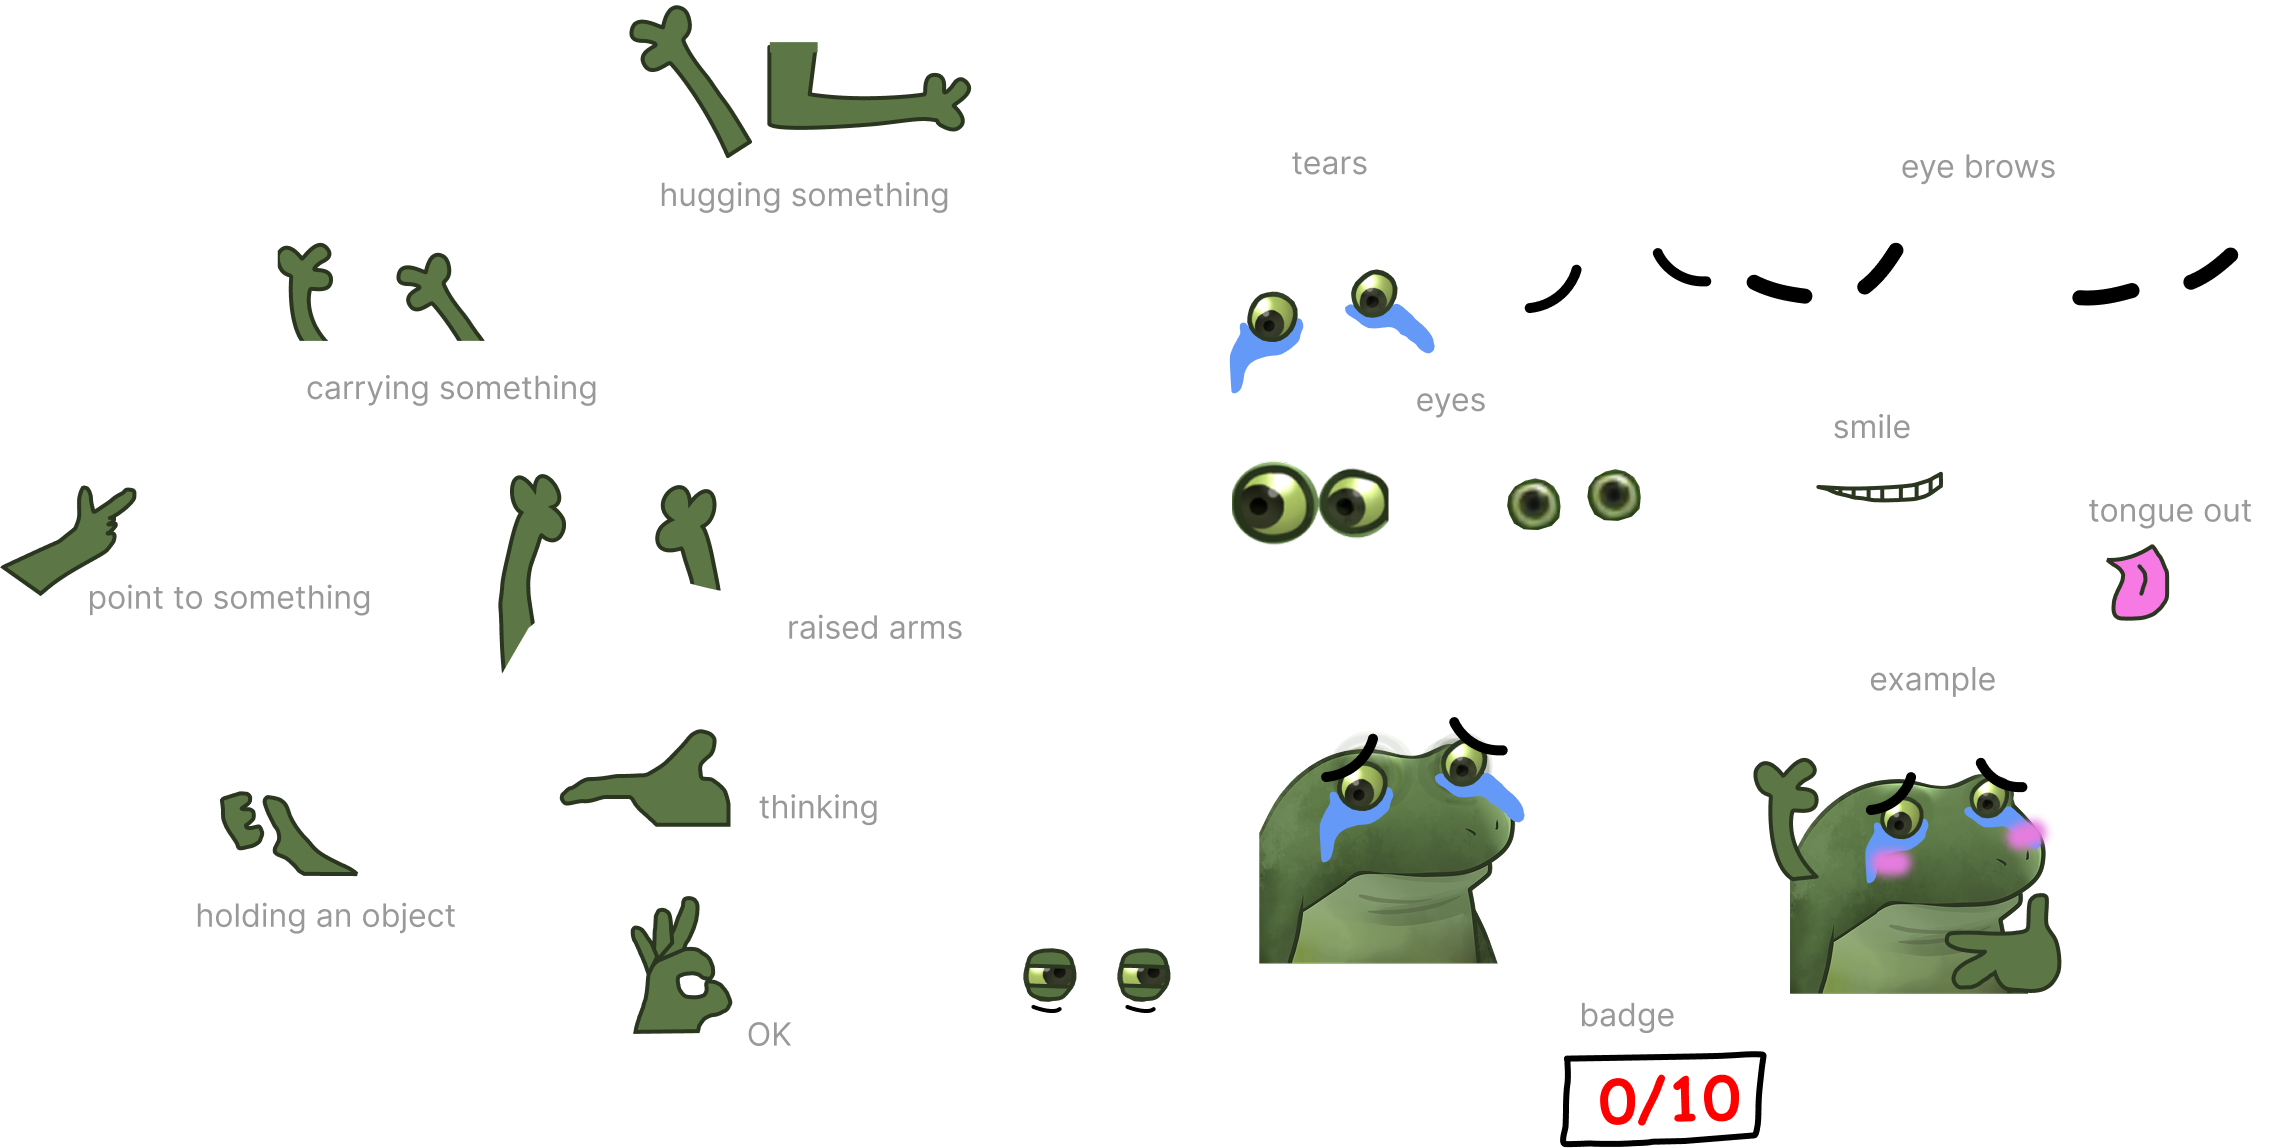 hugging something
tears
eye brows
carrying something
eyes
smile
tongue out
point to something
raised arms
example
thinking
holding an object
OK
badge
0/10